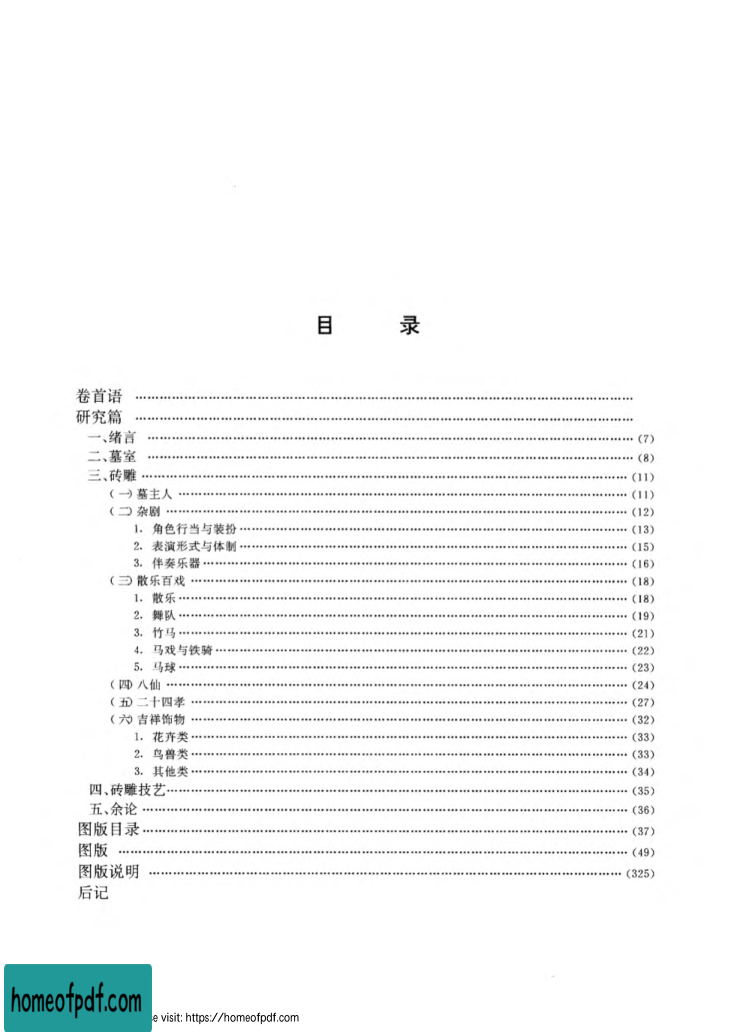 目 录
卷首语 ……………………………………………………
研究篇 ……………………………………………………
一、绪言 …………………………………………………… (7)
二、墓室 …………………………………………………… (8)
三、砖雕 …………………………………………………… (11)
(一)墓主人 …………………………………………………… (11)
(二)杂剧 …………………………………………………… (12)
1. 角色行当与装扮 …………………………………………………… (13)
2. 表演形式与体制 …………………………………………………… (15)
3. 伴奏乐器 …………………………………………………… (16)
(三)散乐百戏 …………………………………………………… (18)
1. 散乐 …………………………………………………… (18)
2. 舞队 …………………………………………………… (19)
3. 竹马 …………………………………………………… (21)
4. 马戏与铁骑 …………………………………………………… (22)
5. 马球 …………………………………………………… (23)
(四)八仙 …………………………………………………… (24)
(五)二十四孝 …………………………………………………… (27)
(六)吉祥饰物 …………………………………………………… (32)
1. 花卉类 …………………………………………………… (33)
2. 鸟兽类 …………………………………………………… (33)
3. 其他类 …………………………………………………… (34)
四、砖雕技艺 …………………………………………………… (35)
五、余论 …………………………………………………… (36)
图版目录 …………………………………………………… (37)
图版 …………………………………………………… (49)
图版说明 …………………………………………………… (325)
后记
homeofpdf.com
se visit: https://homeofpdf.com